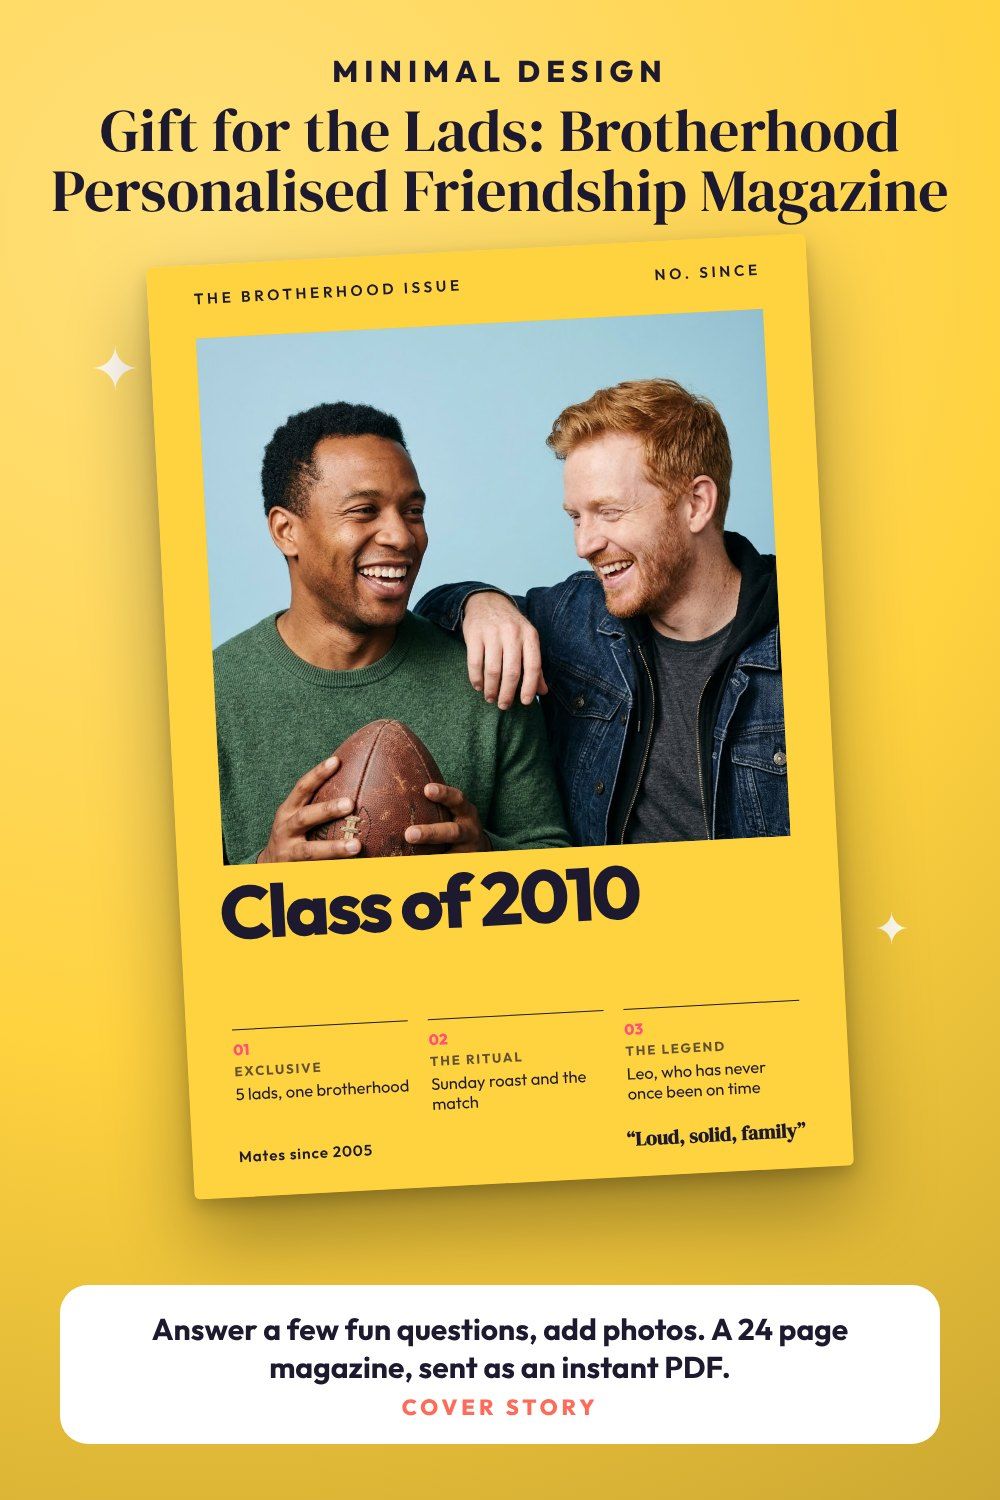 MINIMAL DESIGN
Gift for the Lads: Brotherhood
Personalised Friendship Magazine
THE BROTHERHOOD ISSUE
NO. SINCE
Class of 2010
01
EXCLUSIVE
5 lads, one brotherhood
02
THE RITUAL
Sunday roast and the
match
03
THE LEGEND
Leo, who has never
once been on time
Mates since 2005
“Loud, solid, family”
Answer a few fun questions, add photos. A 24 page
magazine, sent as an instant PDF.
COVER STORY